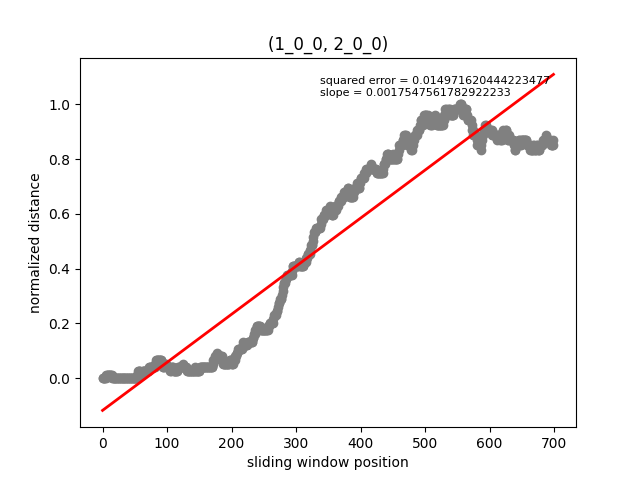 (1_0_0, 2_0_0)
squared error = 0.014971620444223477
slope = 0.0017547561782922233
1.0
0.8
0.6
0.4
0.2
0.0
normalized distance
0 100 200 300 400 500 600 700
sliding window position